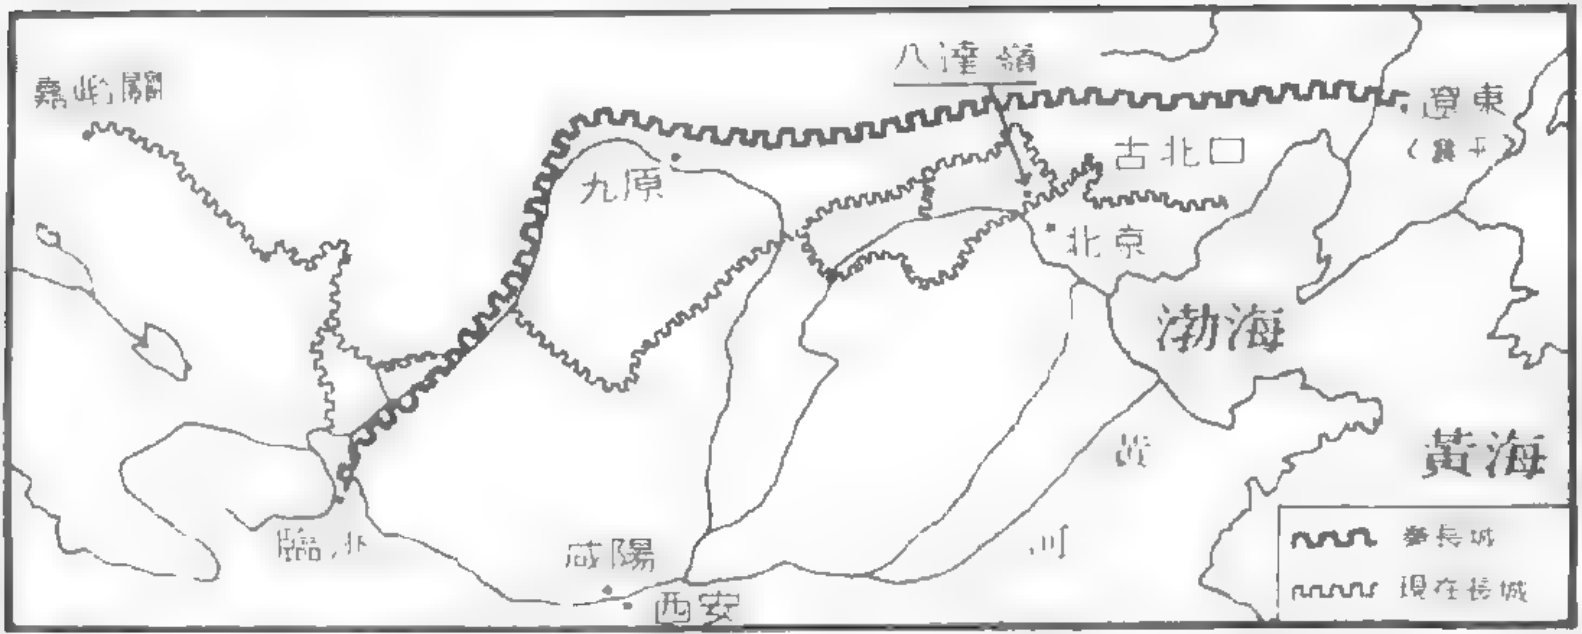 八達嶺
嘉峪關
遼東
古北口
九原
北京
渤海
黃海
黃
河
臨洮
咸陽
西安
秦長城
現在長城